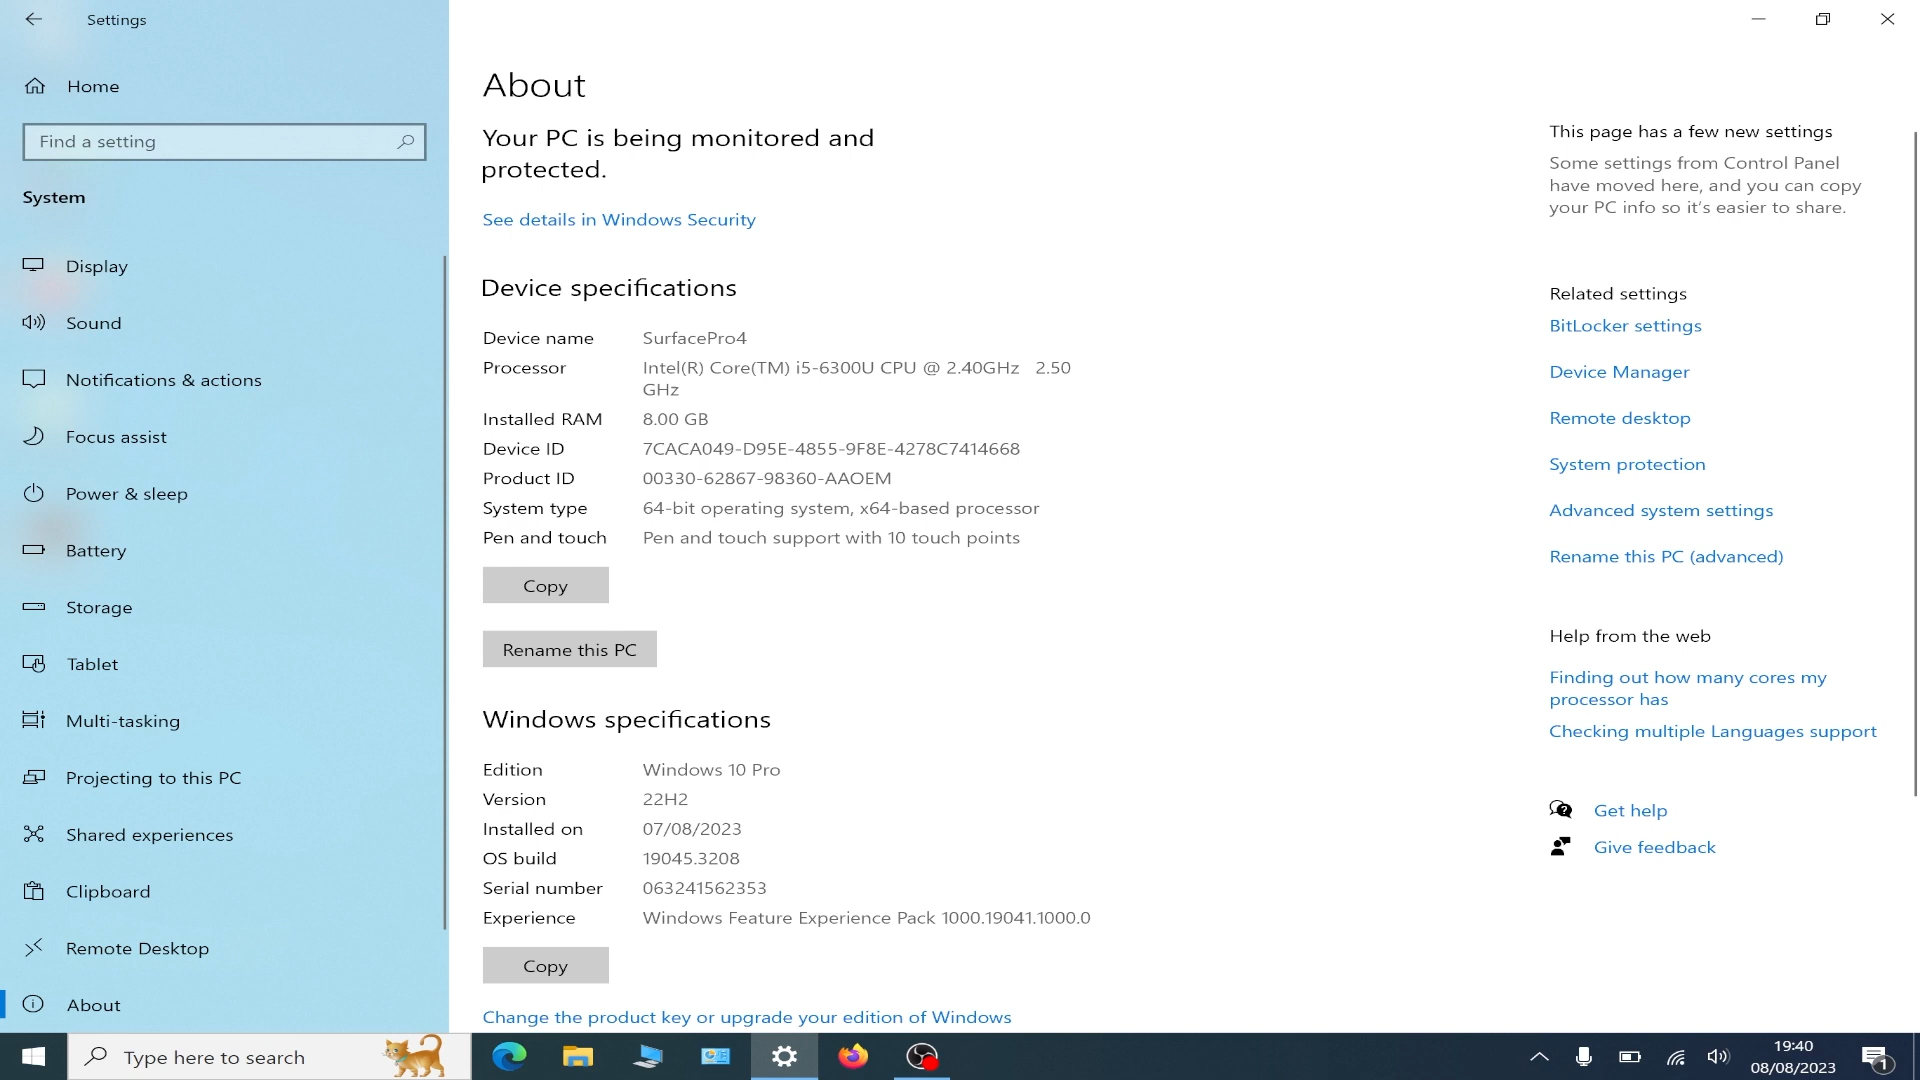 Settings
Home
Find a setting
System
Display
Sound
Notifications & actions
Focus assist
Power & sleep
Battery
Storage
Tablet
Multi-tasking
Projecting to this PC
Shared experiences
Clipboard
Remote Desktop
About
About
Your PC is being monitored and
protected.
See details in Windows Security
Device specifications
Device name SurfacePro4
Processor Intel(R) Core(TM) i5-6300U CPU @ 2.40GHz 2.50
GHz
Installed RAM 8.00 GB
Device ID 7CACA049-D95E-4855-9F8E-4278C7414668
Product ID 00330-62867-98360-AAOEM
System type 64-bit operating system, x64-based processor
Pen and touch Pen and touch support with 10 touch points
Copy
Rename this PC
Windows specifications
Edition Windows 10 Pro
Version 22H2
Installed on 07/08/2023
OS build 19045.3208
Serial number 063241562353
Experience Windows Feature Experience Pack 1000.19041.1000.0
Copy
Change the product key or upgrade your edition of Windows
This page has a few new settings
Some settings from Control Panel
have moved here, and you can copy
your PC info so it's easier to share.
Related settings
BitLocker settings
Device Manager
Remote desktop
System protection
Advanced system settings
Rename this PC (advanced)
Help from the web
Finding out how many cores my
processor has
Checking multiple Languages support
Get help
Give feedback
Type here to search
19:40
08/08/2023
1